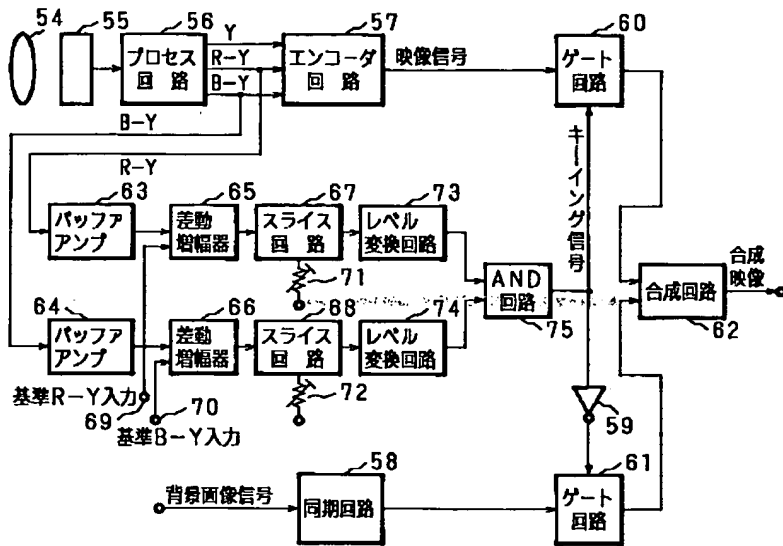 54
55
56
プロセス
回路
Y
R-Y
B-Y
57
エンコーダ
回路
映像信号
60
ゲート
回路
B-Y
R-Y
キーイング信号
63
バッファ
アンプ
65
差動
増幅器
67
スライス
回路
73
レベル
変換回路
71
AND
回路
75
合成回路
62
合成
映像
64
バッファ
アンプ
66
差動
増幅器
68
スライス
回路
74
レベル
変換回路
72
基準R-Y入力
69
70
基準B-Y入力
59
58
背景画像信号
同期回路
61
ゲート
回路